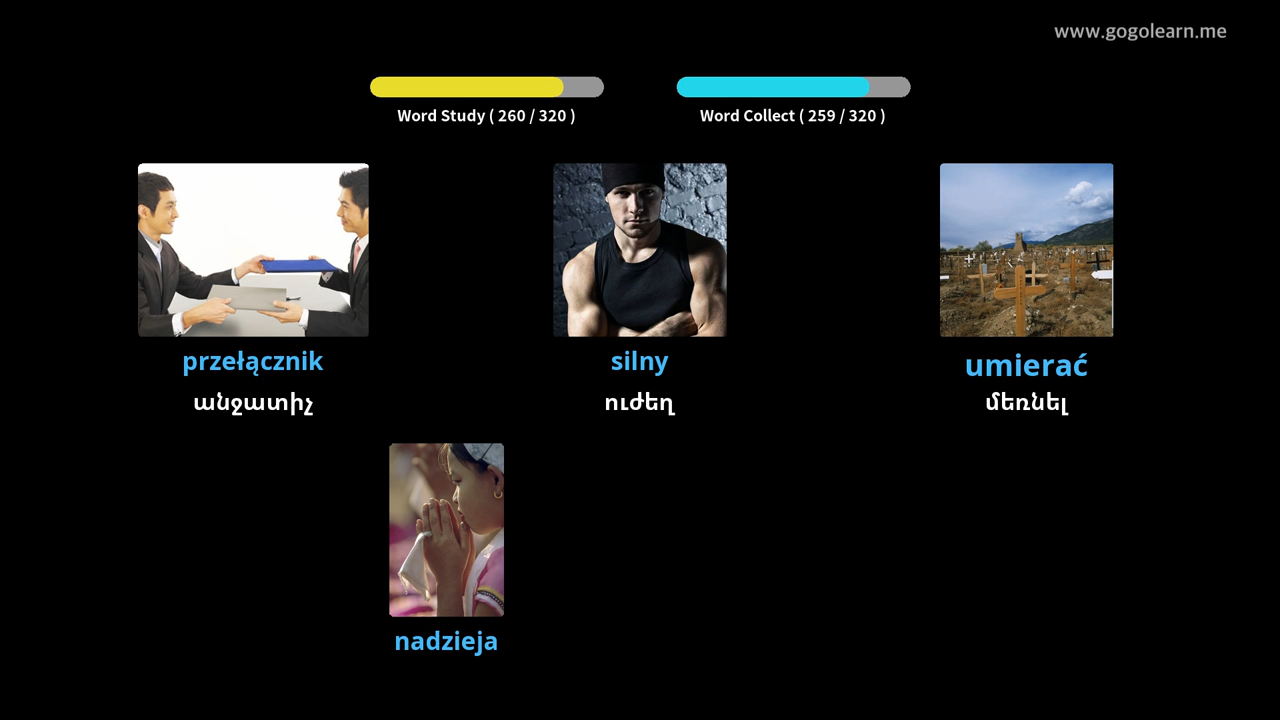 www.gogolearn.me
Word Study ( 260 / 320 )
Word Collect ( 259 / 320 )
przełącznik
silny
umierać
անջատիչ
ուժեղ
մեռնել
nadzieja